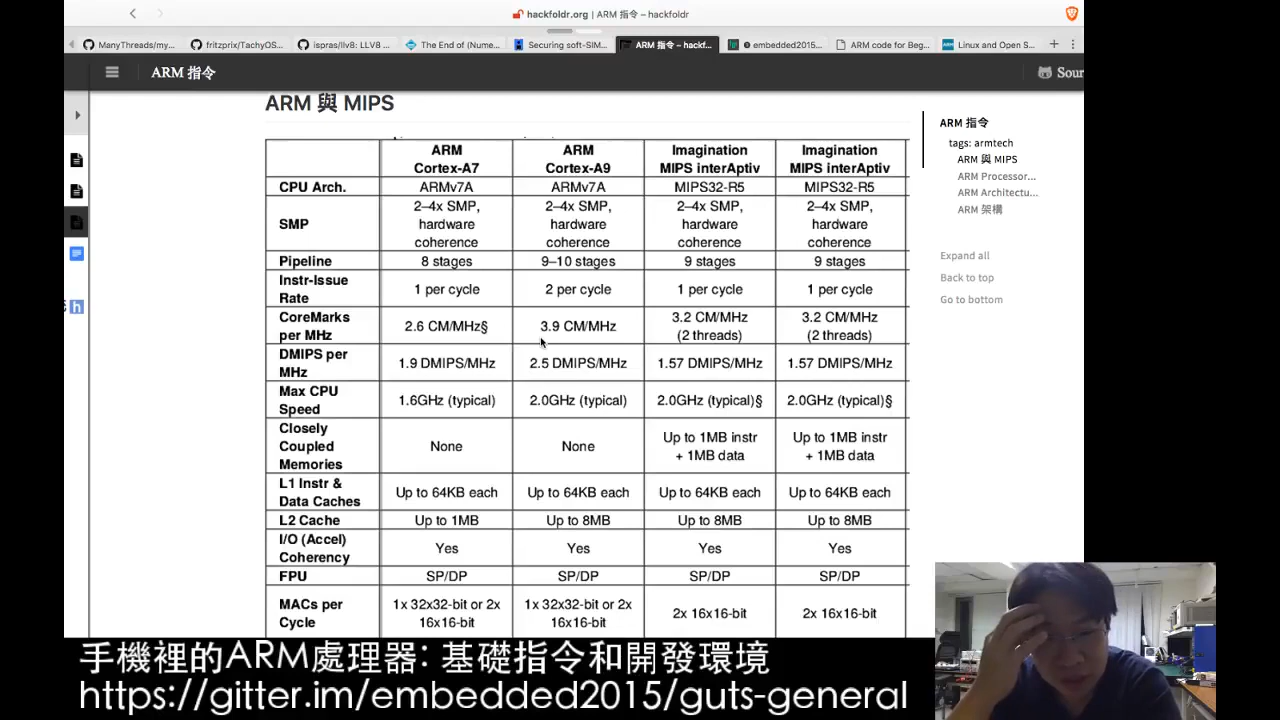 hackfoldr.org | ARM 指令 – hackfoldr
ManyThreads/my...
fritzprix/TachyOS...
ispras/llv8: LLV8 ...
The End of (Nume...
Securing soft-SIM...
ARM 指令 – hackf...
embedded2015...
ARM code for Beg...
Linux and Open S...
ARM 指令
Sour
ARM 與 MIPS
ARM Cortex-A7 ARM Cortex-A9 Imagination MIPS interAptiv Imagination MIPS interAptiv
CPU Arch. ARMv7A ARMv7A MIPS32-R5 MIPS32-R5
SMP 2–4x SMP, hardware coherence 2–4x SMP, hardware coherence 2–4x SMP, hardware coherence 2–4x SMP, hardware coherence
Pipeline 8 stages 9–10 stages 9 stages 9 stages
Instr-Issue Rate 1 per cycle 2 per cycle 1 per cycle 1 per cycle
CoreMarks per MHz 2.6 CM/MHz§ 3.9 CM/MHz 3.2 CM/MHz (2 threads) 3.2 CM/MHz (2 threads)
DMIPS per MHz 1.9 DMIPS/MHz 2.5 DMIPS/MHz 1.57 DMIPS/MHz 1.57 DMIPS/MHz
Max CPU Speed 1.6GHz (typical) 2.0GHz (typical) 2.0GHz (typical)§ 2.0GHz (typical)§
Closely Coupled Memories None None Up to 1MB instr + 1MB data Up to 1MB instr + 1MB data
L1 Instr & Data Caches Up to 64KB each Up to 64KB each Up to 64KB each Up to 64KB each
L2 Cache Up to 1MB Up to 8MB Up to 8MB Up to 8MB
I/O (Accel) Coherency Yes Yes Yes Yes
FPU SP/DP SP/DP SP/DP SP/DP
MACs per Cycle 1x 32x32-bit or 2x 16x16-bit 1x 32x32-bit or 2x 16x16-bit 2x 16x16-bit 2x 16x16-bit
ARM 指令
tags: armtech
ARM 與 MIPS
ARM Processor...
ARM Architectu...
ARM 架構
Expand all
Back to top
Go to bottom
手機裡的ARM處理器: 基礎指令和開發環境
https://gitter.im/embedded2015/guts-general